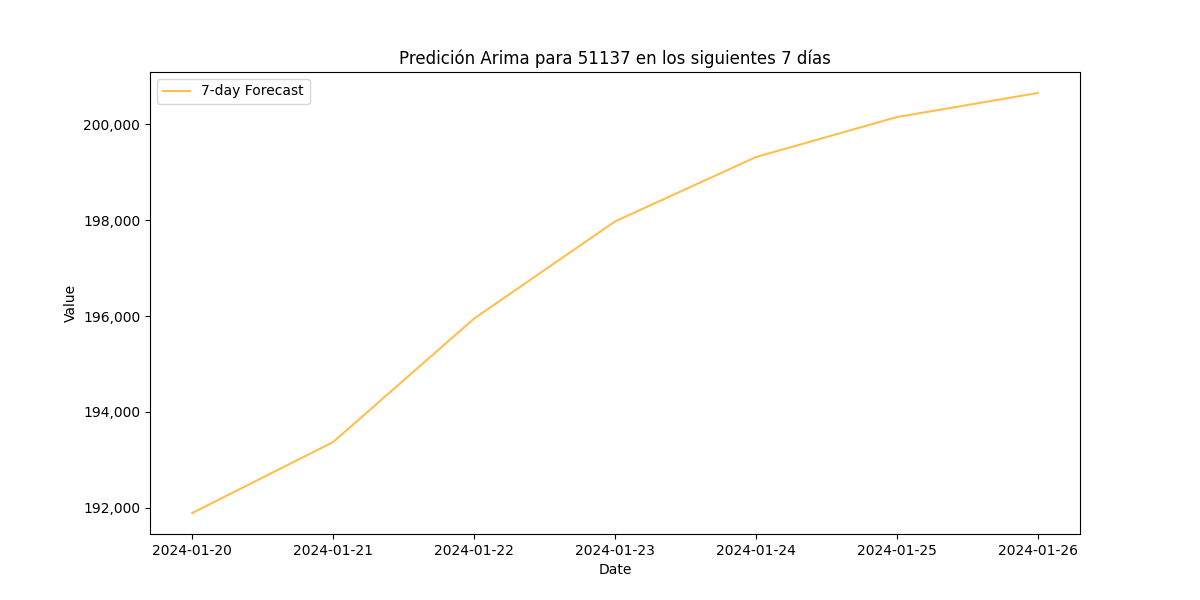 Predición Arima para 51137 en los siguientes 7 días
7-day Forecast
Value
200,000
198,000
196,000
194,000
192,000
2024-01-20 2024-01-21 2024-01-22 2024-01-23 2024-01-24 2024-01-25 2024-01-26
Date